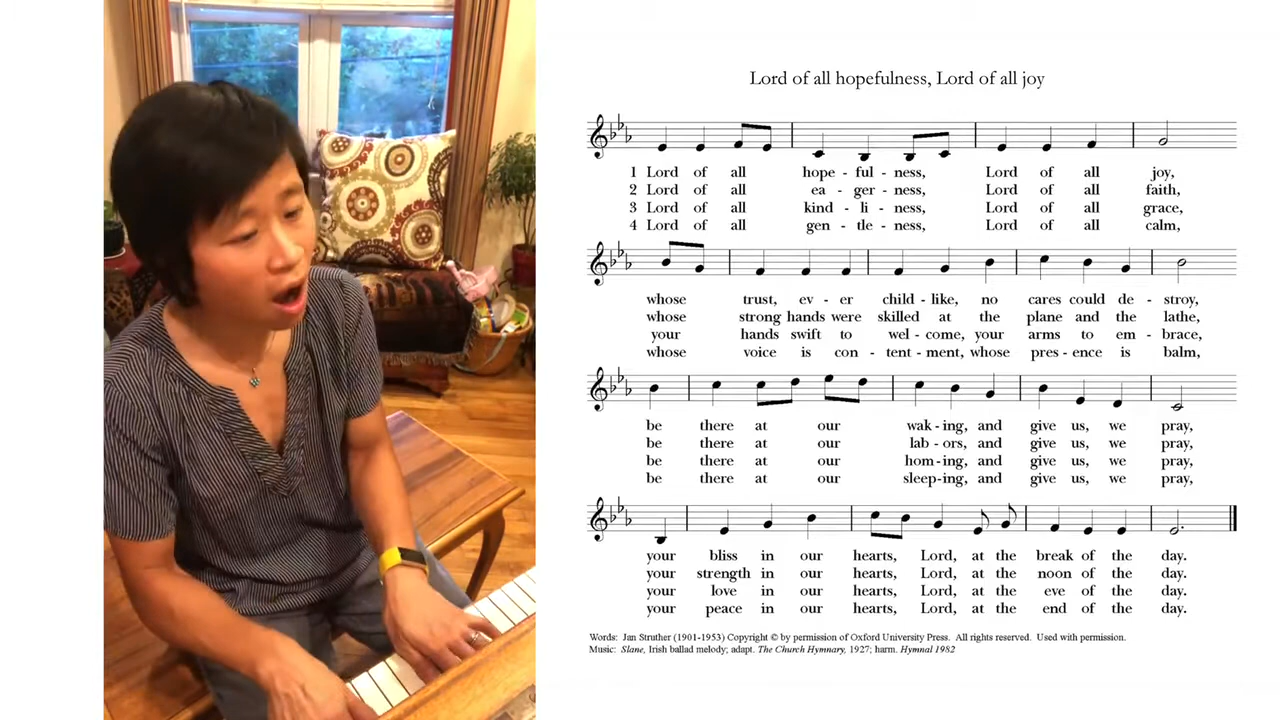 Lord of all hopefulness, Lord of all joy
1 Lord of all hope - ful - ness, Lord of all joy,
2 Lord of all ea - ger - ness, Lord of all faith,
3 Lord of all kind - li - ness, Lord of all grace,
4 Lord of all gen - tle - ness, Lord of all calm,
whose trust, ev - er child - like, no cares could de - stroy,
whose strong hands were skilled at the plane and the lathe,
your hands swift to wel - come, your arms to em - brace,
whose voice is con - tent - ment, whose pres - ence is balm,
be there at our wak - ing, and give us, we pray,
be there at our lab - ors, and give us, we pray,
be there at our hom - ing, and give us, we pray,
be there at our sleep - ing, and give us, we pray,
your bliss in our hearts, Lord, at the break of the day.
your strength in our hearts, Lord, at the noon of the day.
your love in our hearts, Lord, at the eve of the day.
your peace in our hearts, Lord, at the end of the day.
Words: Jan Struther (1901-1953) Copyright © by permission of Oxford University Press. All rights reserved. Used with permission.
Music: Slane, Irish ballad melody; adapt. The Church Hymnary, 1927; harm. Hymnal 1982